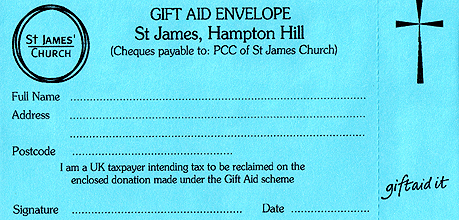 GIFT AID ENVELOPE
St James, Hampton Hill
(Cheques payable to: PCC of St James Church)
ST JAMES'
CHURCH
Full Name
Address
Postcode
I am a UK taxpayer intending tax to be reclaimed on the
enclosed donation made under the Gift Aid scheme
Signature Date
giftaid it